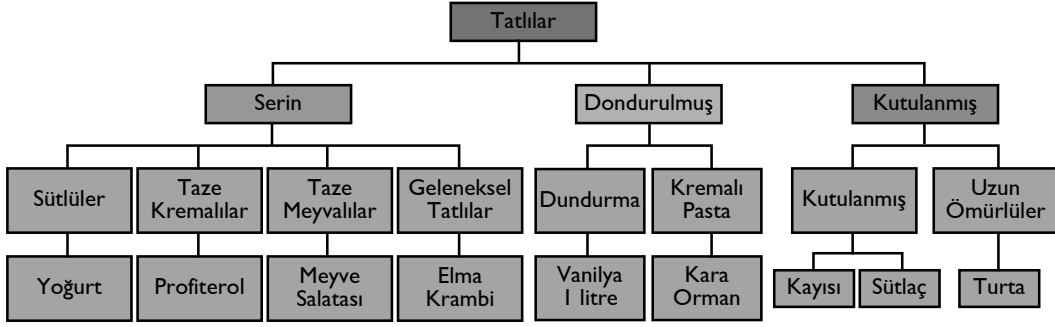 Tatlılar
Serin
Dondurulmuş
Kutulanmış
Sütlüler
Taze
Kremalılar
Taze
Meyvalılar
Geleneksel
Tatlılar
Dundurma
Kremalı
Pasta
Kutulanmış
Uzun
Ömürlüler
Yoğurt
Profiterol
Meyve
Salatası
Elma
Krambi
Vanilya
1 litre
Kara
Orman
Kayısı
Sütlaç
Turta